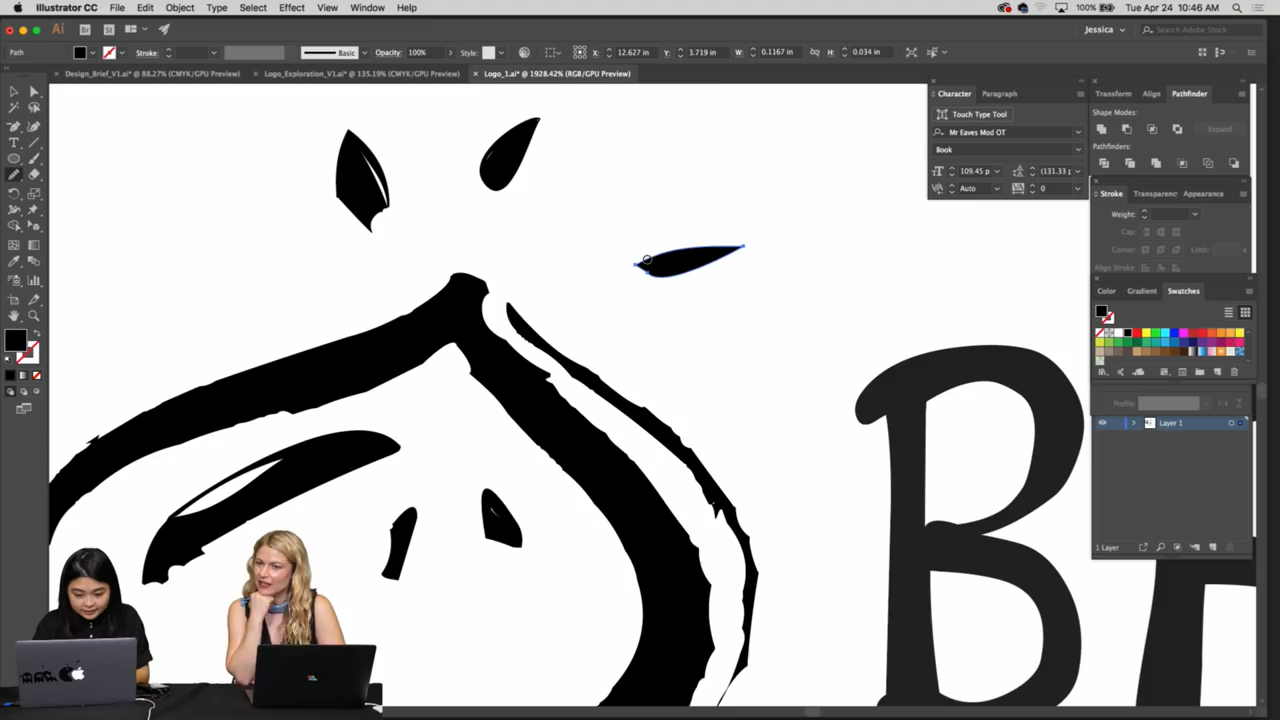 Illustrator CC File Edit Object Type Select Effect View Window Help 100% Tue Apr 24 10:46 AM
Ai Br St Jessica Search Adobe Stock
Path Stroke: Basic Opacity: 100% Style: X: 12.627 in Y: 3.719 in W: 0.1167 in H: 0.034 in
Design_Brief_V1.ai* @ 88.27% (CMYK/GPU Preview) Logo_Exploration_V1.ai* @ 135.19% (CMYK/GPU Preview) Logo_1.ai* @ 1928.42% (RGB/GPU Preview)
Character Paragraph
Touch Type Tool
Mr Eaves Mod OT
Book
109.45 p (131.33 p
Auto 0
Transform Align Pathfinder
Shape Modes:
Expand
Pathfinders:
Stroke Transparenc Appearance
Weight:
Cap:
Corner: Limit:
Align Stroke:
Color Gradient Swatches
Profile:
Layer 1
1 Layer
B